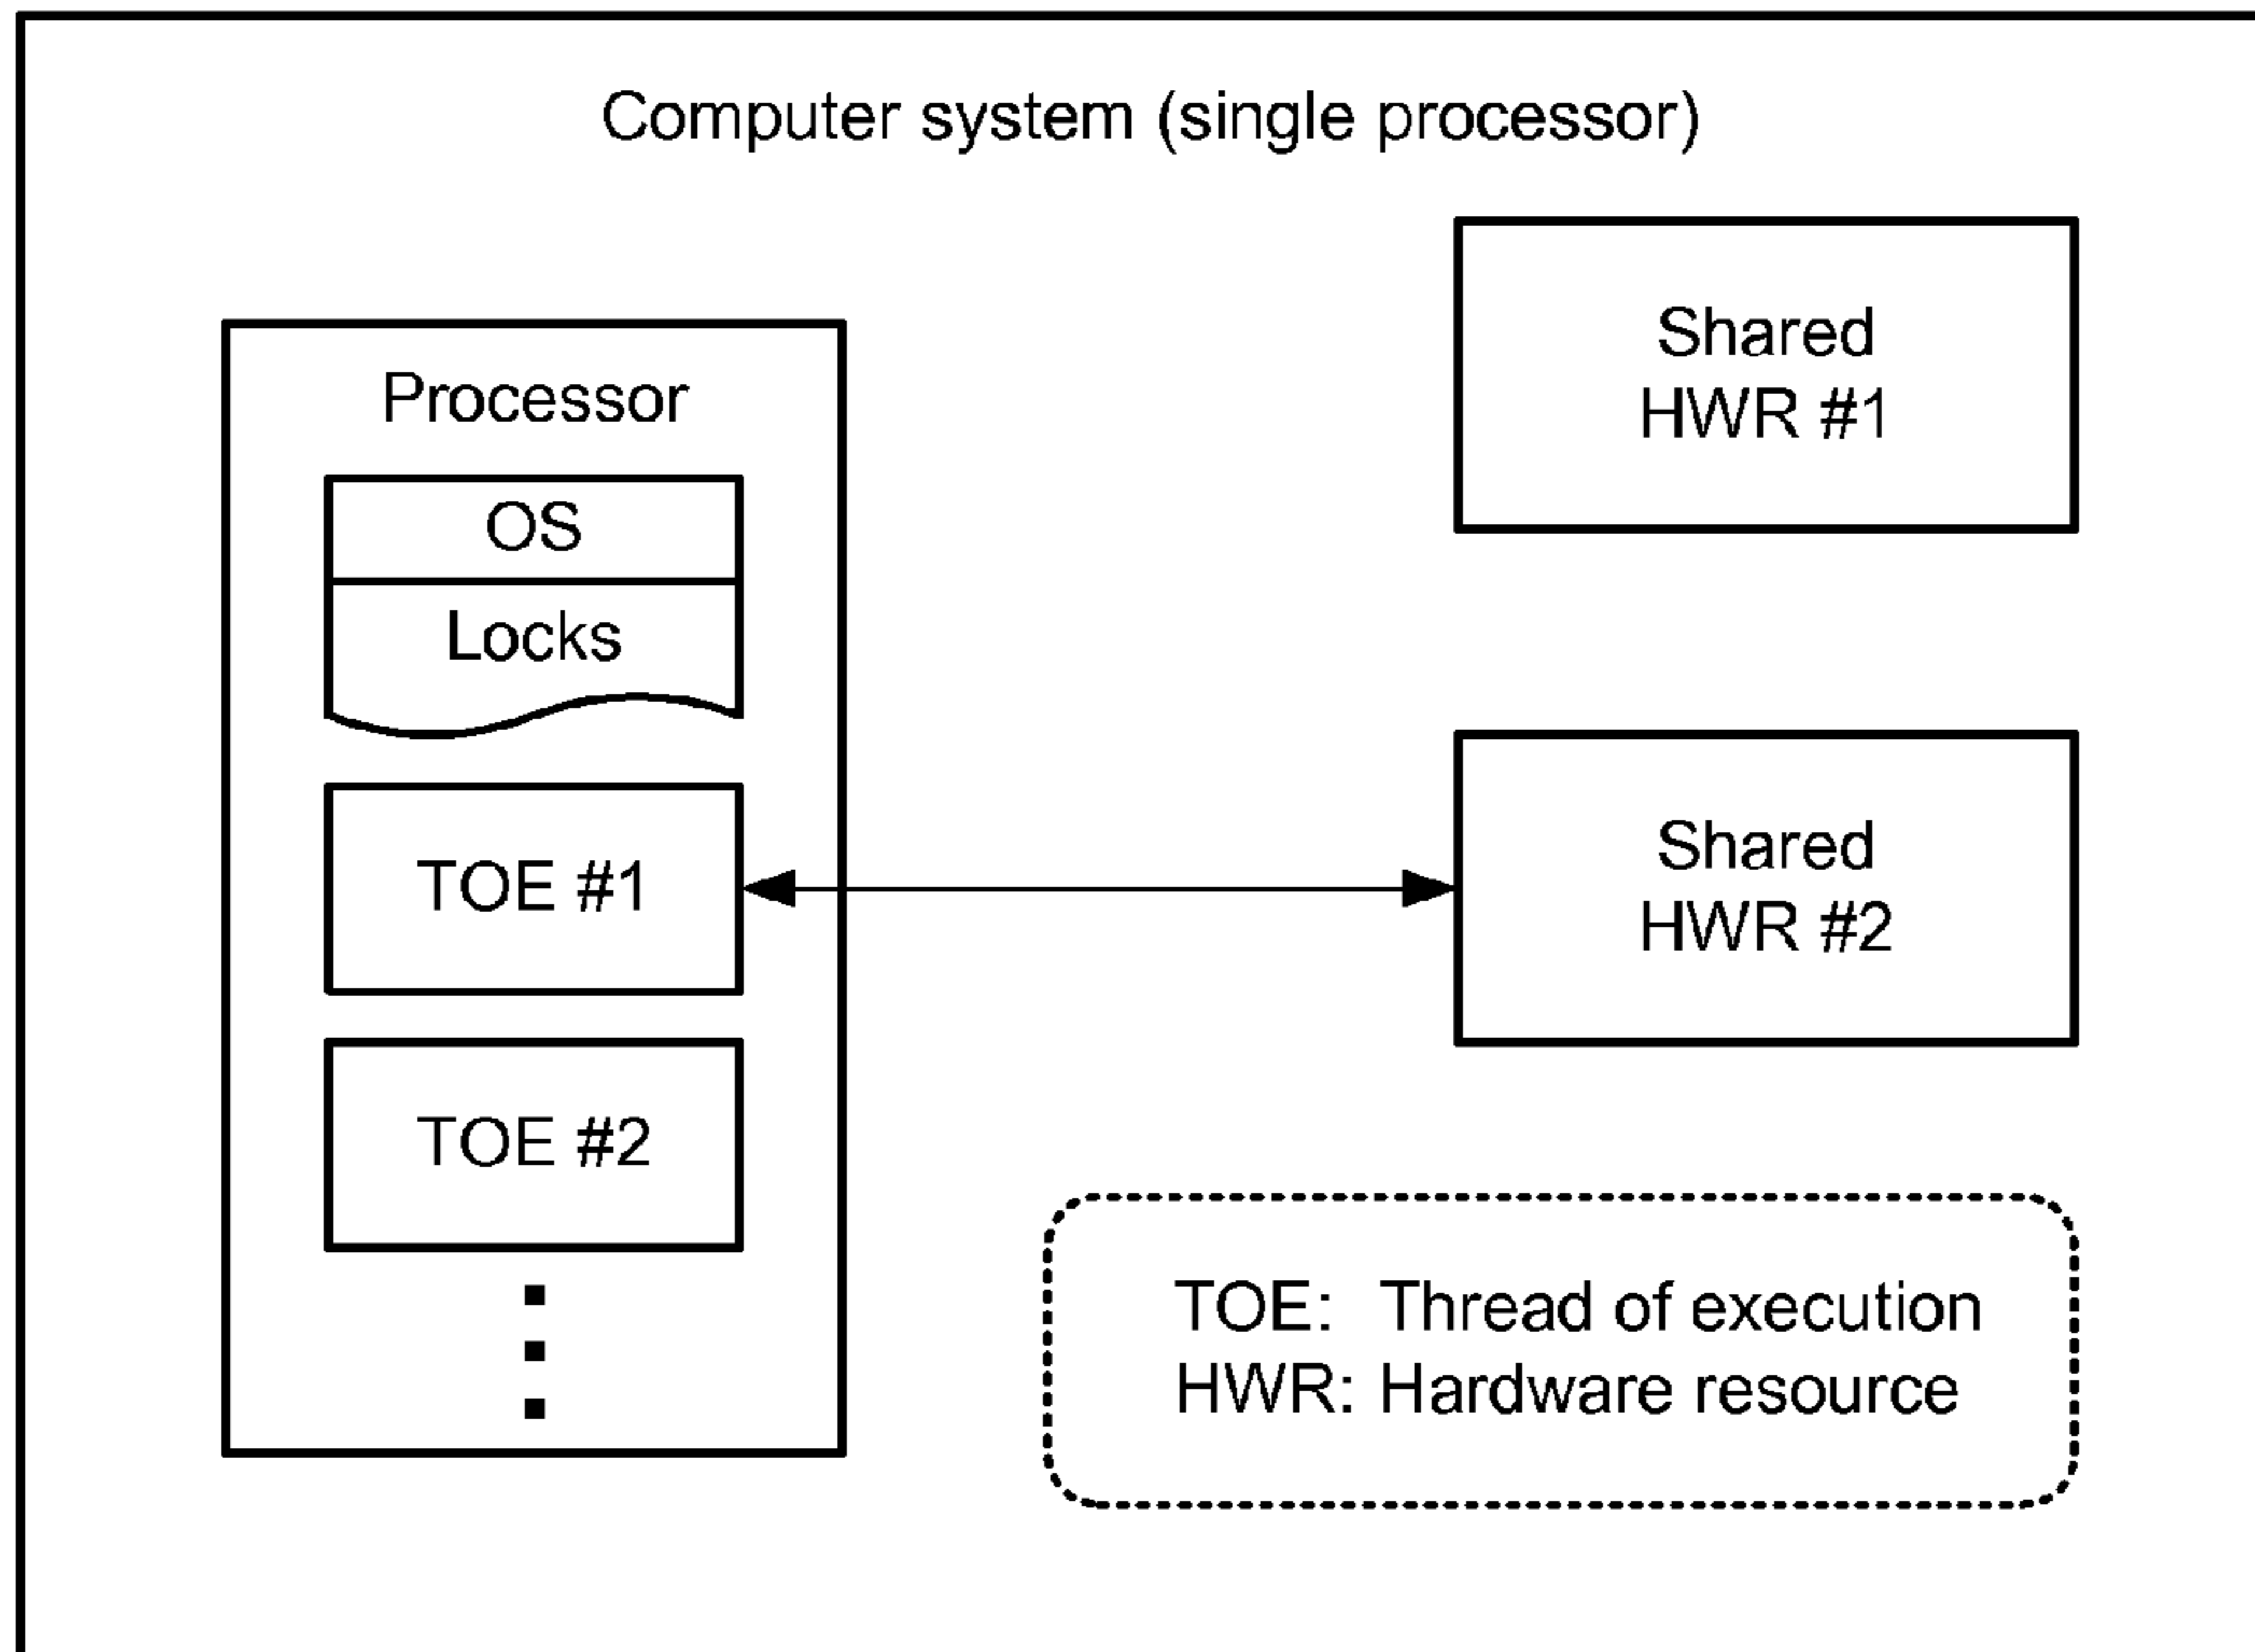 Computer system (single processor)
Processor
OS
Locks
TOE #1
TOE #2
Shared
HWR #1
Shared
HWR #2
TOE: Thread of execution
HWR: Hardware resource